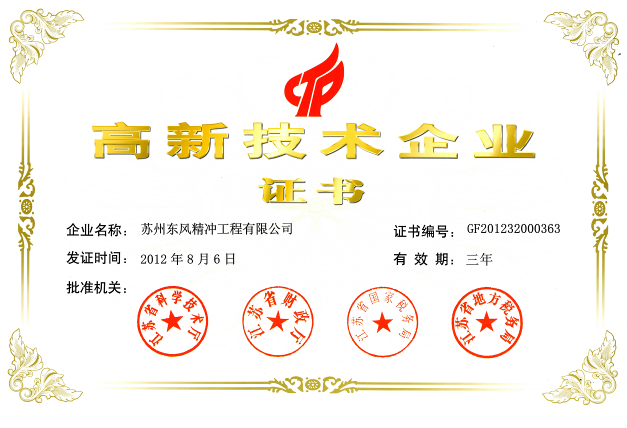 高新技术企业
证书
企业名称： 苏州东风精冲工程有限公司
证书编号： GF201232000363
发证时间： 2012 年 8 月 6 日
有 效 期： 三年
批准机关：
江苏省科学技术厅
江苏省财政厅
江苏省国家税务局
江苏省地方税务局